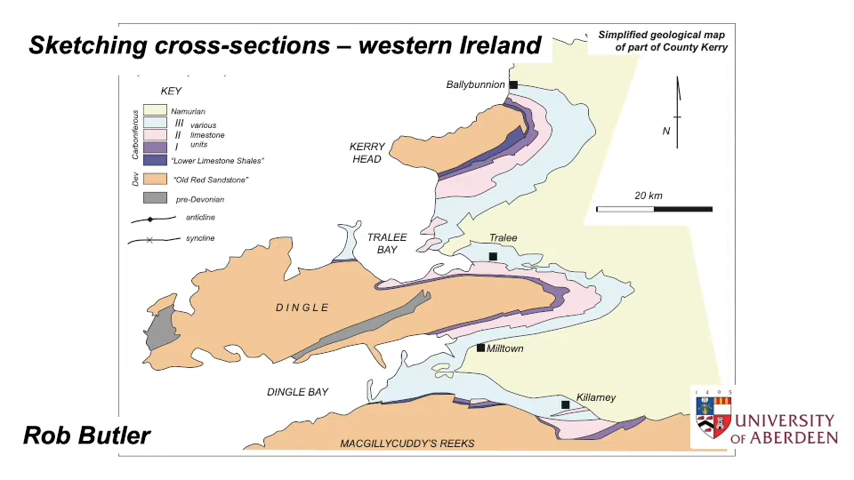 Sketching cross-sections – western Ireland
Simplified geological map
of part of County Kerry
KEY
Carboniferous
Dev
Namurian
III various
II limestone
I units
"Lower Limestone Shales"
"Old Red Sandstone"
pre-Devonian
anticline
syncline
Ballybunnion
KERRY
HEAD
N
20 km
TRALEE
BAY
Tralee
DINGLE
Milltown
DINGLE BAY
Killarney
MACGILLYCUDDY'S REEKS
Rob Butler
1495
UNIVERSITY
OF ABERDEEN